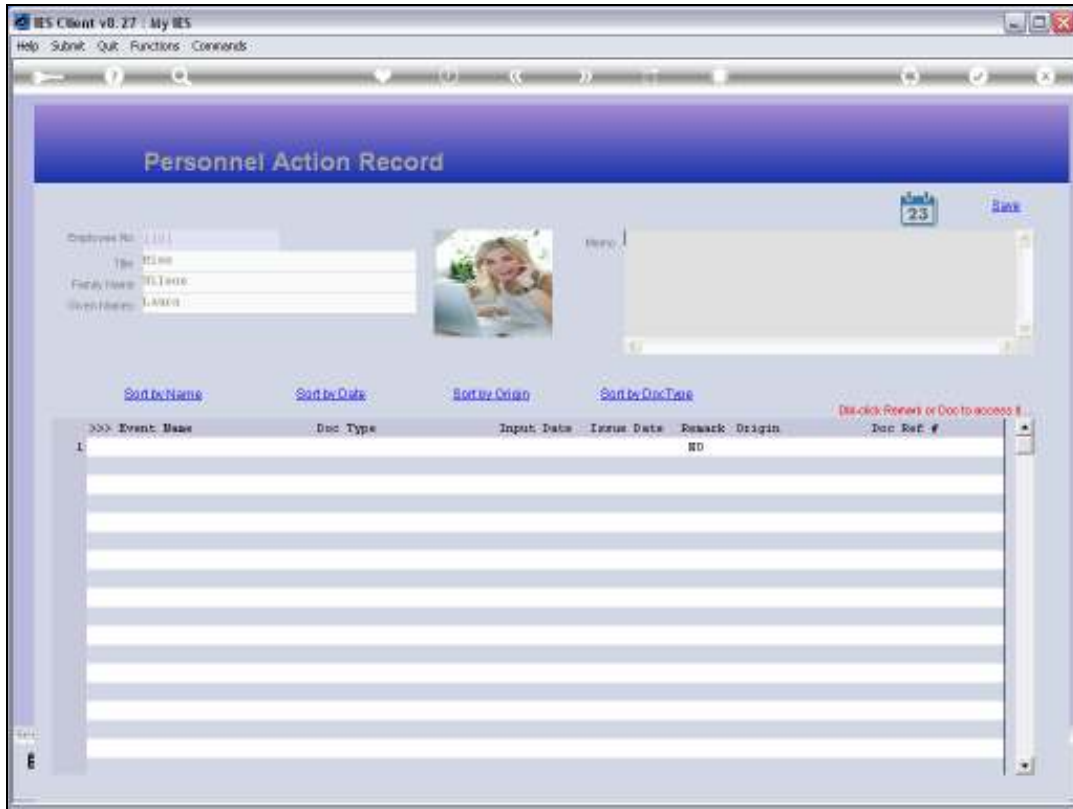 IES Client v8.27 : My IES
Help Submit Quit Functions Commands
Personnel Action Record
23
Save
Employee No 1101
Memo
Title Miss
Family Name Wilson
Given Names Laura
Sort by Name Sort by Date Sort by Origin Sort by DocType
Dbl-click Remark or Doc to access it...
>>> Event Name Doc Type Input Date Issue Date Remark Origin Doc Ref #
1 NO